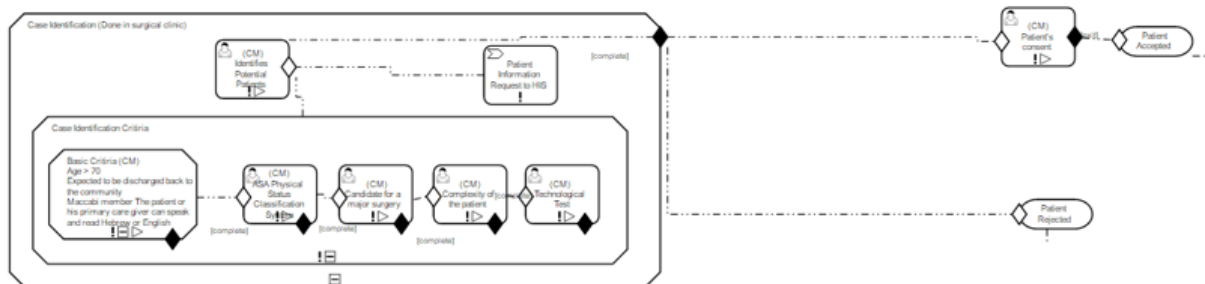 Case Identification (Done in surgical clinic)
(CM)
Identifies
Potential
Patients
Patient
Information
Request to HIS
[complete]
(CM)
Patient's
consent
Patient
Accepted
Case Identification Critiria
Basic Critiria (CM)
Age > 70
Expected to be discharged back to
the community
Maccabi member The patient or
his primary care giver can speak
and read Hebrew or English
(CM)
ASA Physical
Status
Classification
System
[complete]
(CM)
Candidate for a
major surgery
[complete]
(CM)
Complexity of
the patient
[complete]
[complete]
(CM)
Technological
Test
Patient
Rejected